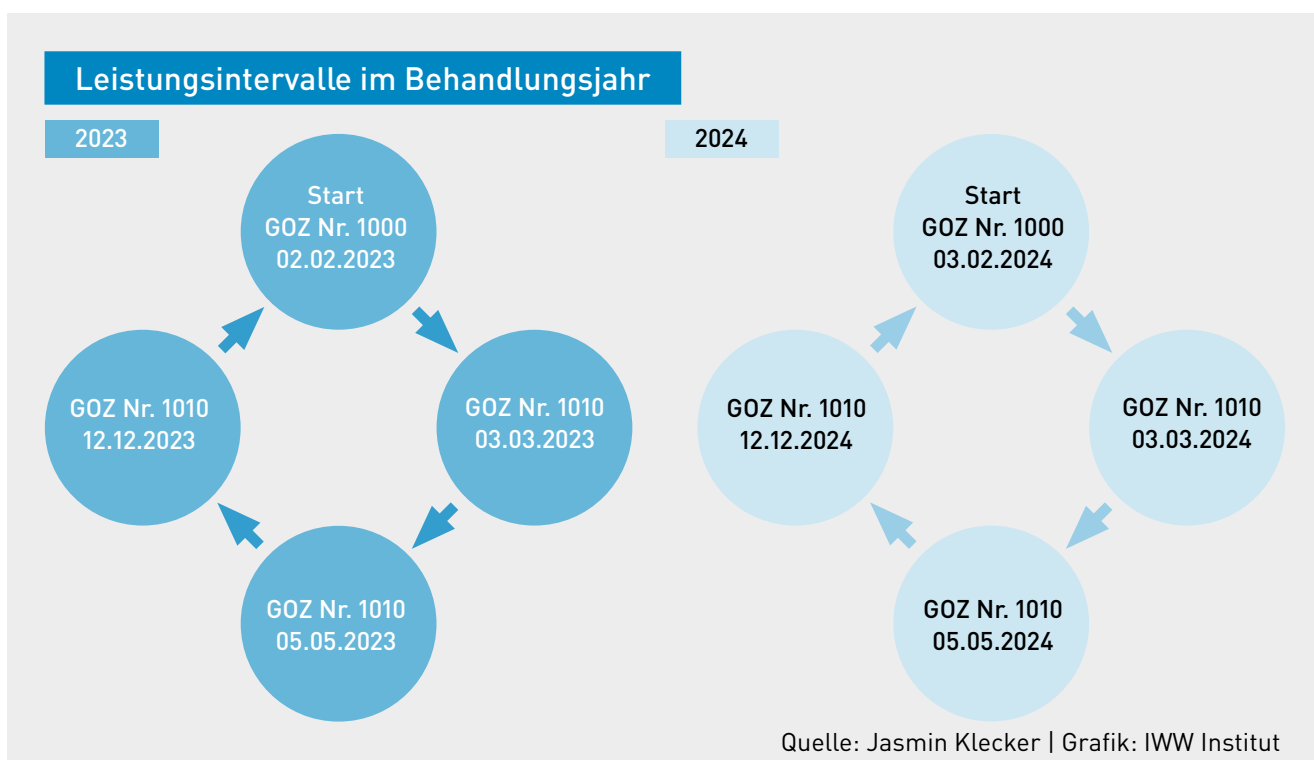 Leistungsintervalle im Behandlungsjahr
2023
Start
GOZ Nr. 1000
02.02.2023
GOZ Nr. 1010
03.03.2023
GOZ Nr. 1010
05.05.2023
GOZ Nr. 1010
12.12.2023
2024
Start
GOZ Nr. 1000
03.02.2024
GOZ Nr. 1010
03.03.2024
GOZ Nr. 1010
05.05.2024
GOZ Nr. 1010
12.12.2024
Quelle: Jasmin Klecker | Grafik: IWW Institut